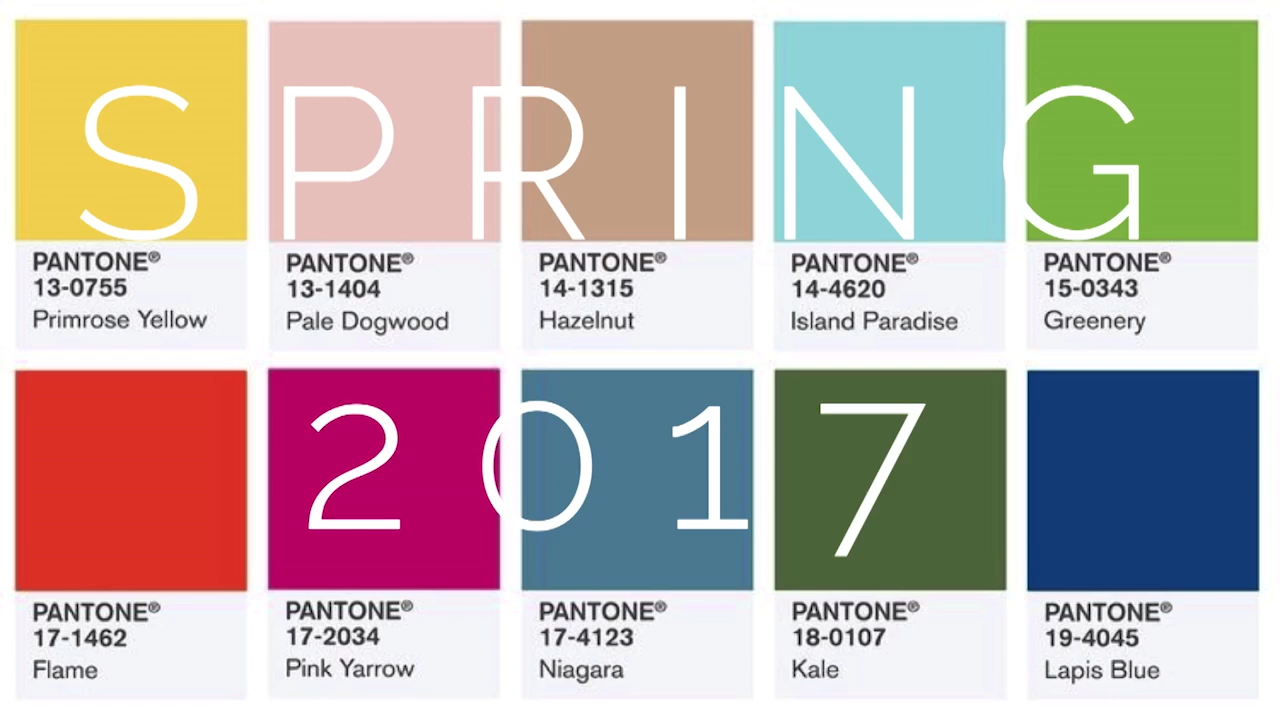 SPRING
PANTONE®
13-0755
Primrose Yellow
PANTONE®
13-1404
Pale Dogwood
PANTONE®
14-1315
Hazelnut
PANTONE®
14-4620
Island Paradise
PANTONE®
15-0343
Greenery
2017
PANTONE®
17-1462
Flame
PANTONE®
17-2034
Pink Yarrow
PANTONE®
17-4123
Niagara
PANTONE®
18-0107
Kale
PANTONE®
19-4045
Lapis Blue